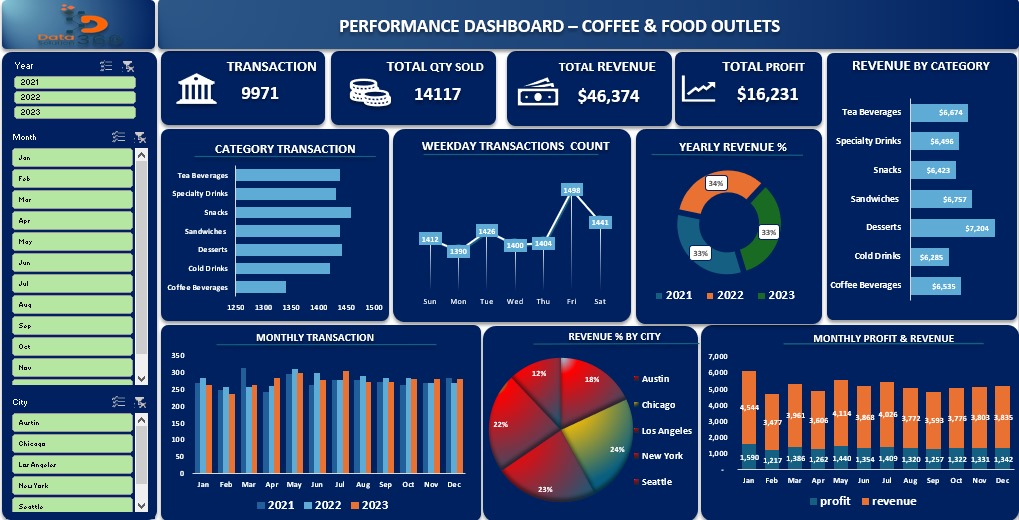 Data
360
PERFORMANCE DASHBOARD – COFFEE & FOOD OUTLETS
Year
2021
2022
2023
Month
Jan
Feb
Mar
Apr
May
Jun
Jul
Aug
Sep
Oct
Nov
City
Austin
Chicago
Los Angeles
New York
Seattle
TRANSACTION
9971
TOTAL QTY SOLD
14117
TOTAL REVENUE
$46,374
TOTAL PROFIT
$16,231
REVENUE BY CATEGORY
Tea Beverages $6,674
Specialty Drinks $6,496
Snacks $6,423
Sandwiches $6,757
Desserts $7,204
Cold Drinks $6,285
Coffee Beverages $6,535
CATEGORY TRANSACTION
Tea Beverages
Specialty Drinks
Snacks
Sandwiches
Desserts
Cold Drinks
Coffee Beverages
1250 1300 1350 1400 1450 1500
WEEKDAY TRANSACTIONS COUNT
1412 1390 1426 1400 1404 1498 1441
Sun Mon Tue Wed Thu Fri Sat
YEARLY REVENUE %
34%
33%
33%
2021 2022 2023
MONTHLY TRANSACTION
350
300
250
200
150
100
50
0
Jan Feb Mar Apr May Jun Jul Aug Sep Oct Nov Dec
2021 2022 2023
REVENUE % BY CITY
12% 18%
22% 24%
23%
Austin
Chicago
Los Angeles
New York
Seattle
MONTHLY PROFIT & REVENUE
7,000
6,000
5,000
4,000
3,000
2,000
1,000
-
4,544 3,477 3,961 3,606 4,114 3,868 4,026 3,772 3,593 3,776 3,803 3,835
1,590 1,217 1,386 1,262 1,440 1,354 1,409 1,320 1,257 1,322 1,331 1,342
Jan Feb Mar Apr May Jun Jul Aug Sep Oct Nov Dec
profit revenue